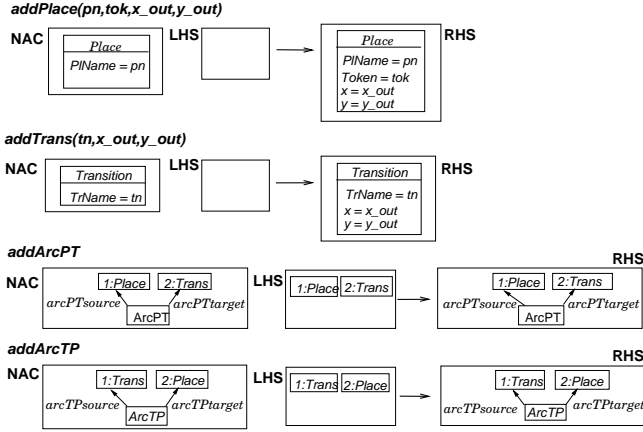 addPlace(pn,tok,x_out,y_out)
NAC
Place
PlName = pn
LHS
Place
PlName = pn
Token = tok
x = x_out
y = y_out
RHS
addTrans(tn,x_out,y_out)
NAC
Transition
TrName = tn
LHS
Transition
TrName = tn
x = x_out
y = y_out
RHS
addArcPT
NAC
1:Place
2:Trans
arcPTsource
arcPTtarget
ArcPT
LHS
1:Place
2:Trans
RHS
1:Place
2:Trans
arcPTsource
arcPTtarget
ArcPT
addArcTP
NAC
1:Trans
2:Place
arcTPsource
arcTPtarget
ArcTP
LHS
1:Trans
2:Place
RHS
1:Trans
2:Place
arcTPsource
arcTPtarget
ArcTP